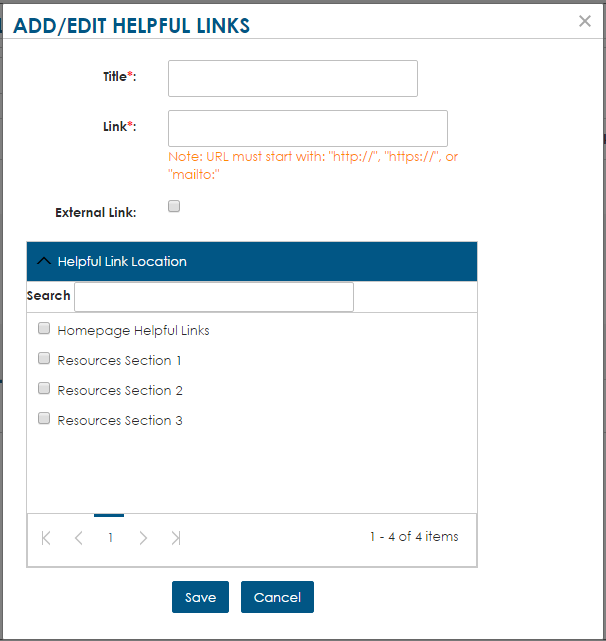 ADD/EDIT HELPFUL LINKS
Title*:
Link*:
Note: URL must start with: "http://", "https://", or
"mailto:"
External Link:
Helpful Link Location
Search
Homepage Helpful Links
Resources Section 1
Resources Section 2
Resources Section 3
1
1 - 4 of 4 items
Save
Cancel